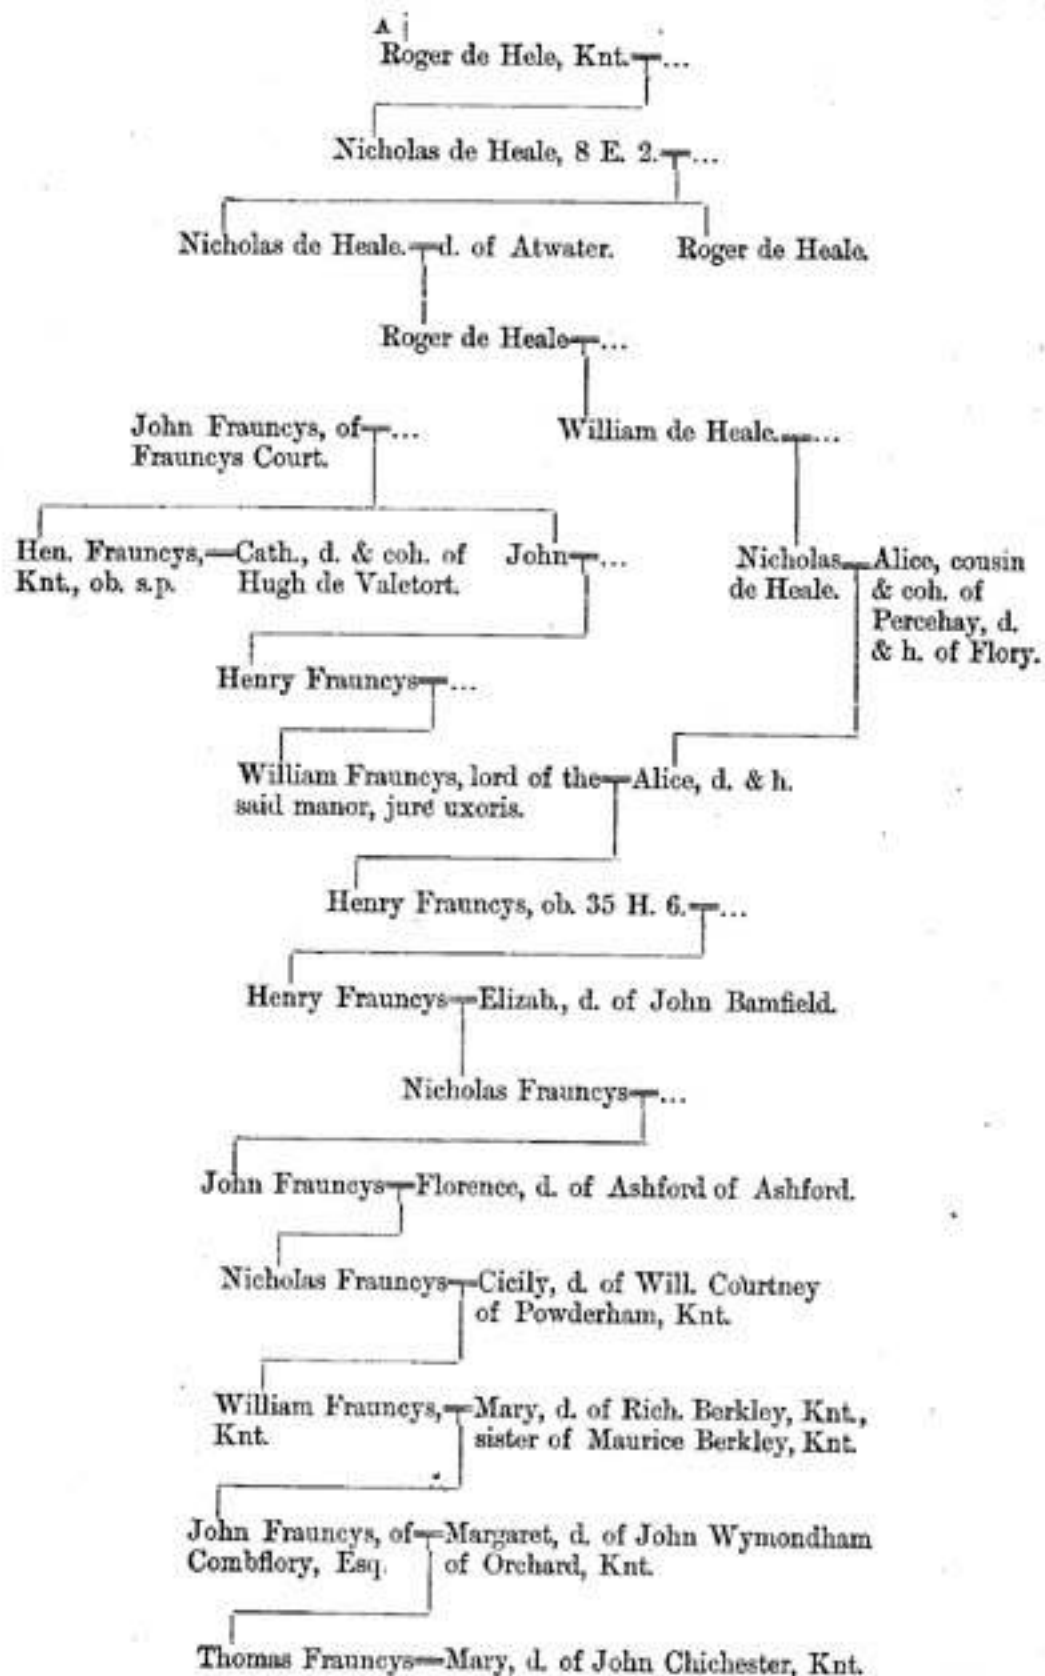 A
Roger de Hele, Knt. ...
Nicholas de Heale, 8 E. 2. ...
Nicholas de Heale. d. of Atwater. Roger de Heale.
Roger de Heale ...
John Frauncys, of ... William de Heale. ...
Frauncys Court.
Hen. Frauncys, Cath., d. & coh. of John ... Nicholas Alice, cousin
Knt., ob. s.p. Hugh de Valetort. de Heale. & coh. of
Percehay, d.
& h. of Flory.
Henry Frauncys ...
William Frauncys, lord of the Alice, d. & h.
said manor, jure uxoris.
Henry Frauncys, ob. 35 H. 6. ...
Henry Frauncys Elizab., d. of John Bamfield.
Nicholas Frauncys ...
John Frauncys Florence, d. of Ashford of Ashford.
Nicholas Frauncys Cicily, d. of Will. Courtney
of Powderham, Knt.
William Frauncys, Mary, d. of Rich. Berkley, Knt.,
Knt. sister of Maurice Berkley, Knt.
John Frauncys, of Margaret, d. of John Wymondham
Combflory, Esq. of Orchard, Knt.
Thomas Frauncys Mary, d. of John Chichester, Knt.